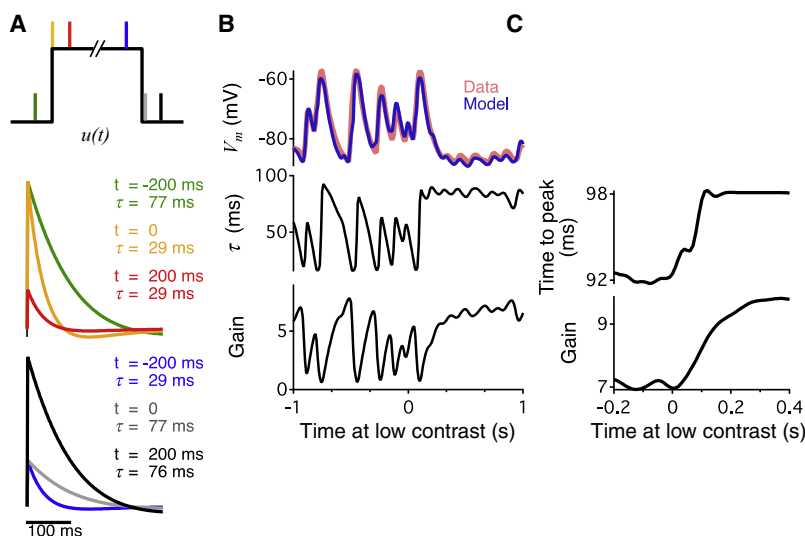 A
u(t)
t = -200 ms
τ = 77 ms
t = 0
τ = 29 ms
t = 200 ms
τ = 29 ms
t = -200 ms
τ = 29 ms
t = 0
τ = 77 ms
t = 200 ms
τ = 76 ms
100 ms
B
Data
Model
Vm (mV)
-60
-80
τ (ms)
100
50
Gain
5
0
-1 0 1
Time at low contrast (s)
C
Time to peak
(ms)
98
92
Gain
9
7
-0.2 0 0.2 0.4
Time at low contrast (s)